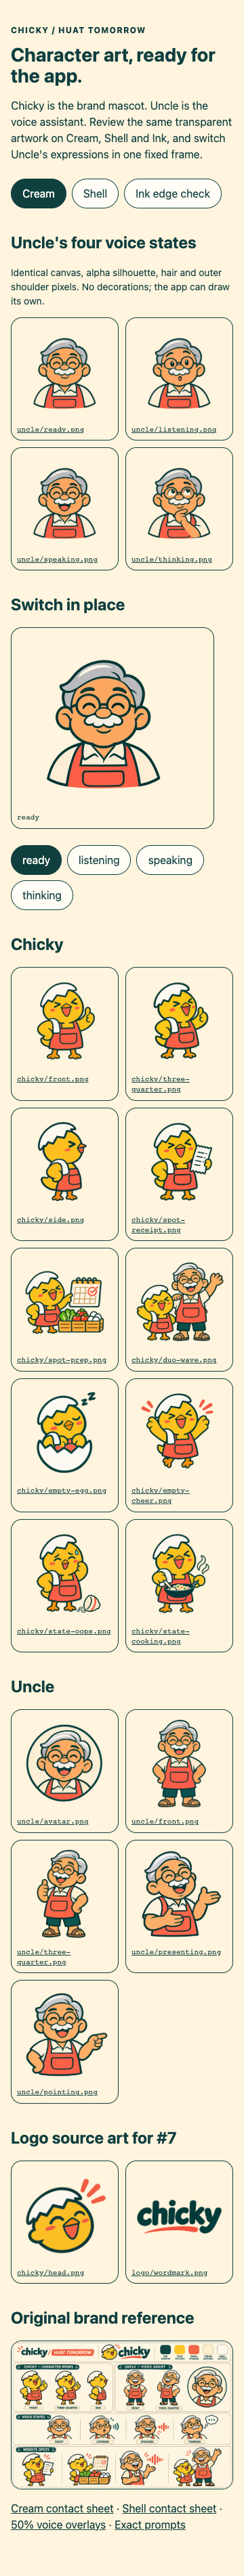 CHICKY / HUAT TOMORROW
Character art, ready for
the app.
Chicky is the brand mascot. Uncle is the
voice assistant. Review the same transparent
artwork on Cream, Shell and Ink, and switch
Uncle's expressions in one fixed frame.
Cream
Shell
Ink edge check
Uncle's four voice states
Identical canvas, alpha silhouette, hair and outer
shoulder pixels. No decorations; the app can draw
its own.
uncle/ready.png
uncle/listening.png
uncle/speaking.png
uncle/thinking.png
Switch in place
ready
ready
listening
speaking
thinking
Chicky
chicky/front.png
chicky/three-
quarter.png
chicky/side.png
chicky/spot-
receipt.png
chicky/spot-prep.png
chicky/duo-wave.png
zz
chicky/empty-egg.png
chicky/empty-
cheer.png
chicky/state-oops.png
chicky/state-
cooking.png
Uncle
uncle/avatar.png
uncle/front.png
uncle/three-
quarter.png
uncle/presenting.png
uncle/pointing.png
Logo source art for #7
chicky
chicky/head.png
logo/wordmark.png
Original brand reference
chicky
HUAT TOMORROW
chicky
Cream contact sheet · Shell contact sheet ·
50% voice overlays · Exact prompts